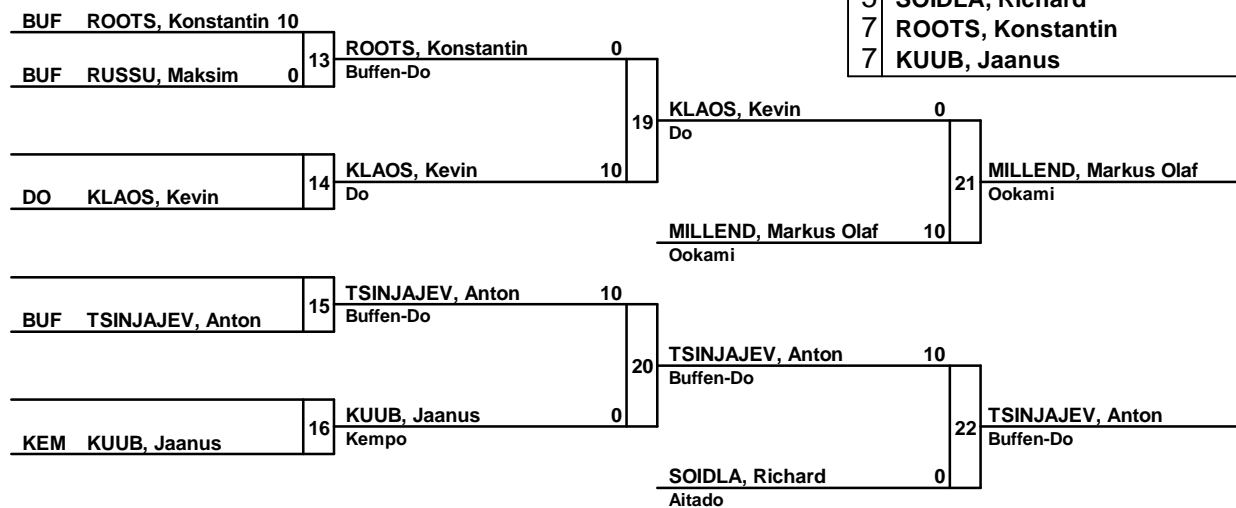 5 SOIDLA, Richard
BUF ROOTS, Konstantin 10
7 ROOTS, Konstantin
13 ROOTS, Konstantin 0
7 KUUB, Jaanus
BUF RUSSU, Maksim 0
Buffen-Do
19 KLAOS, Kevin 0
Do
14 KLAOS, Kevin 10
21 MILLEND, Markus Olaf
DO KLAOS, Kevin
Do
Ookami
MILLEND, Markus Olaf 10
Ookami
15 TSINJAJEV, Anton 10
BUF TSINJAJEV, Anton
Buffen-Do
20 TSINJAJEV, Anton 10
Buffen-Do
16 KUUB, Jaanus 0
22 TSINJAJEV, Anton
KEM KUUB, Jaanus
Kempo
Buffen-Do
SOIDLA, Richard 0
Aitado